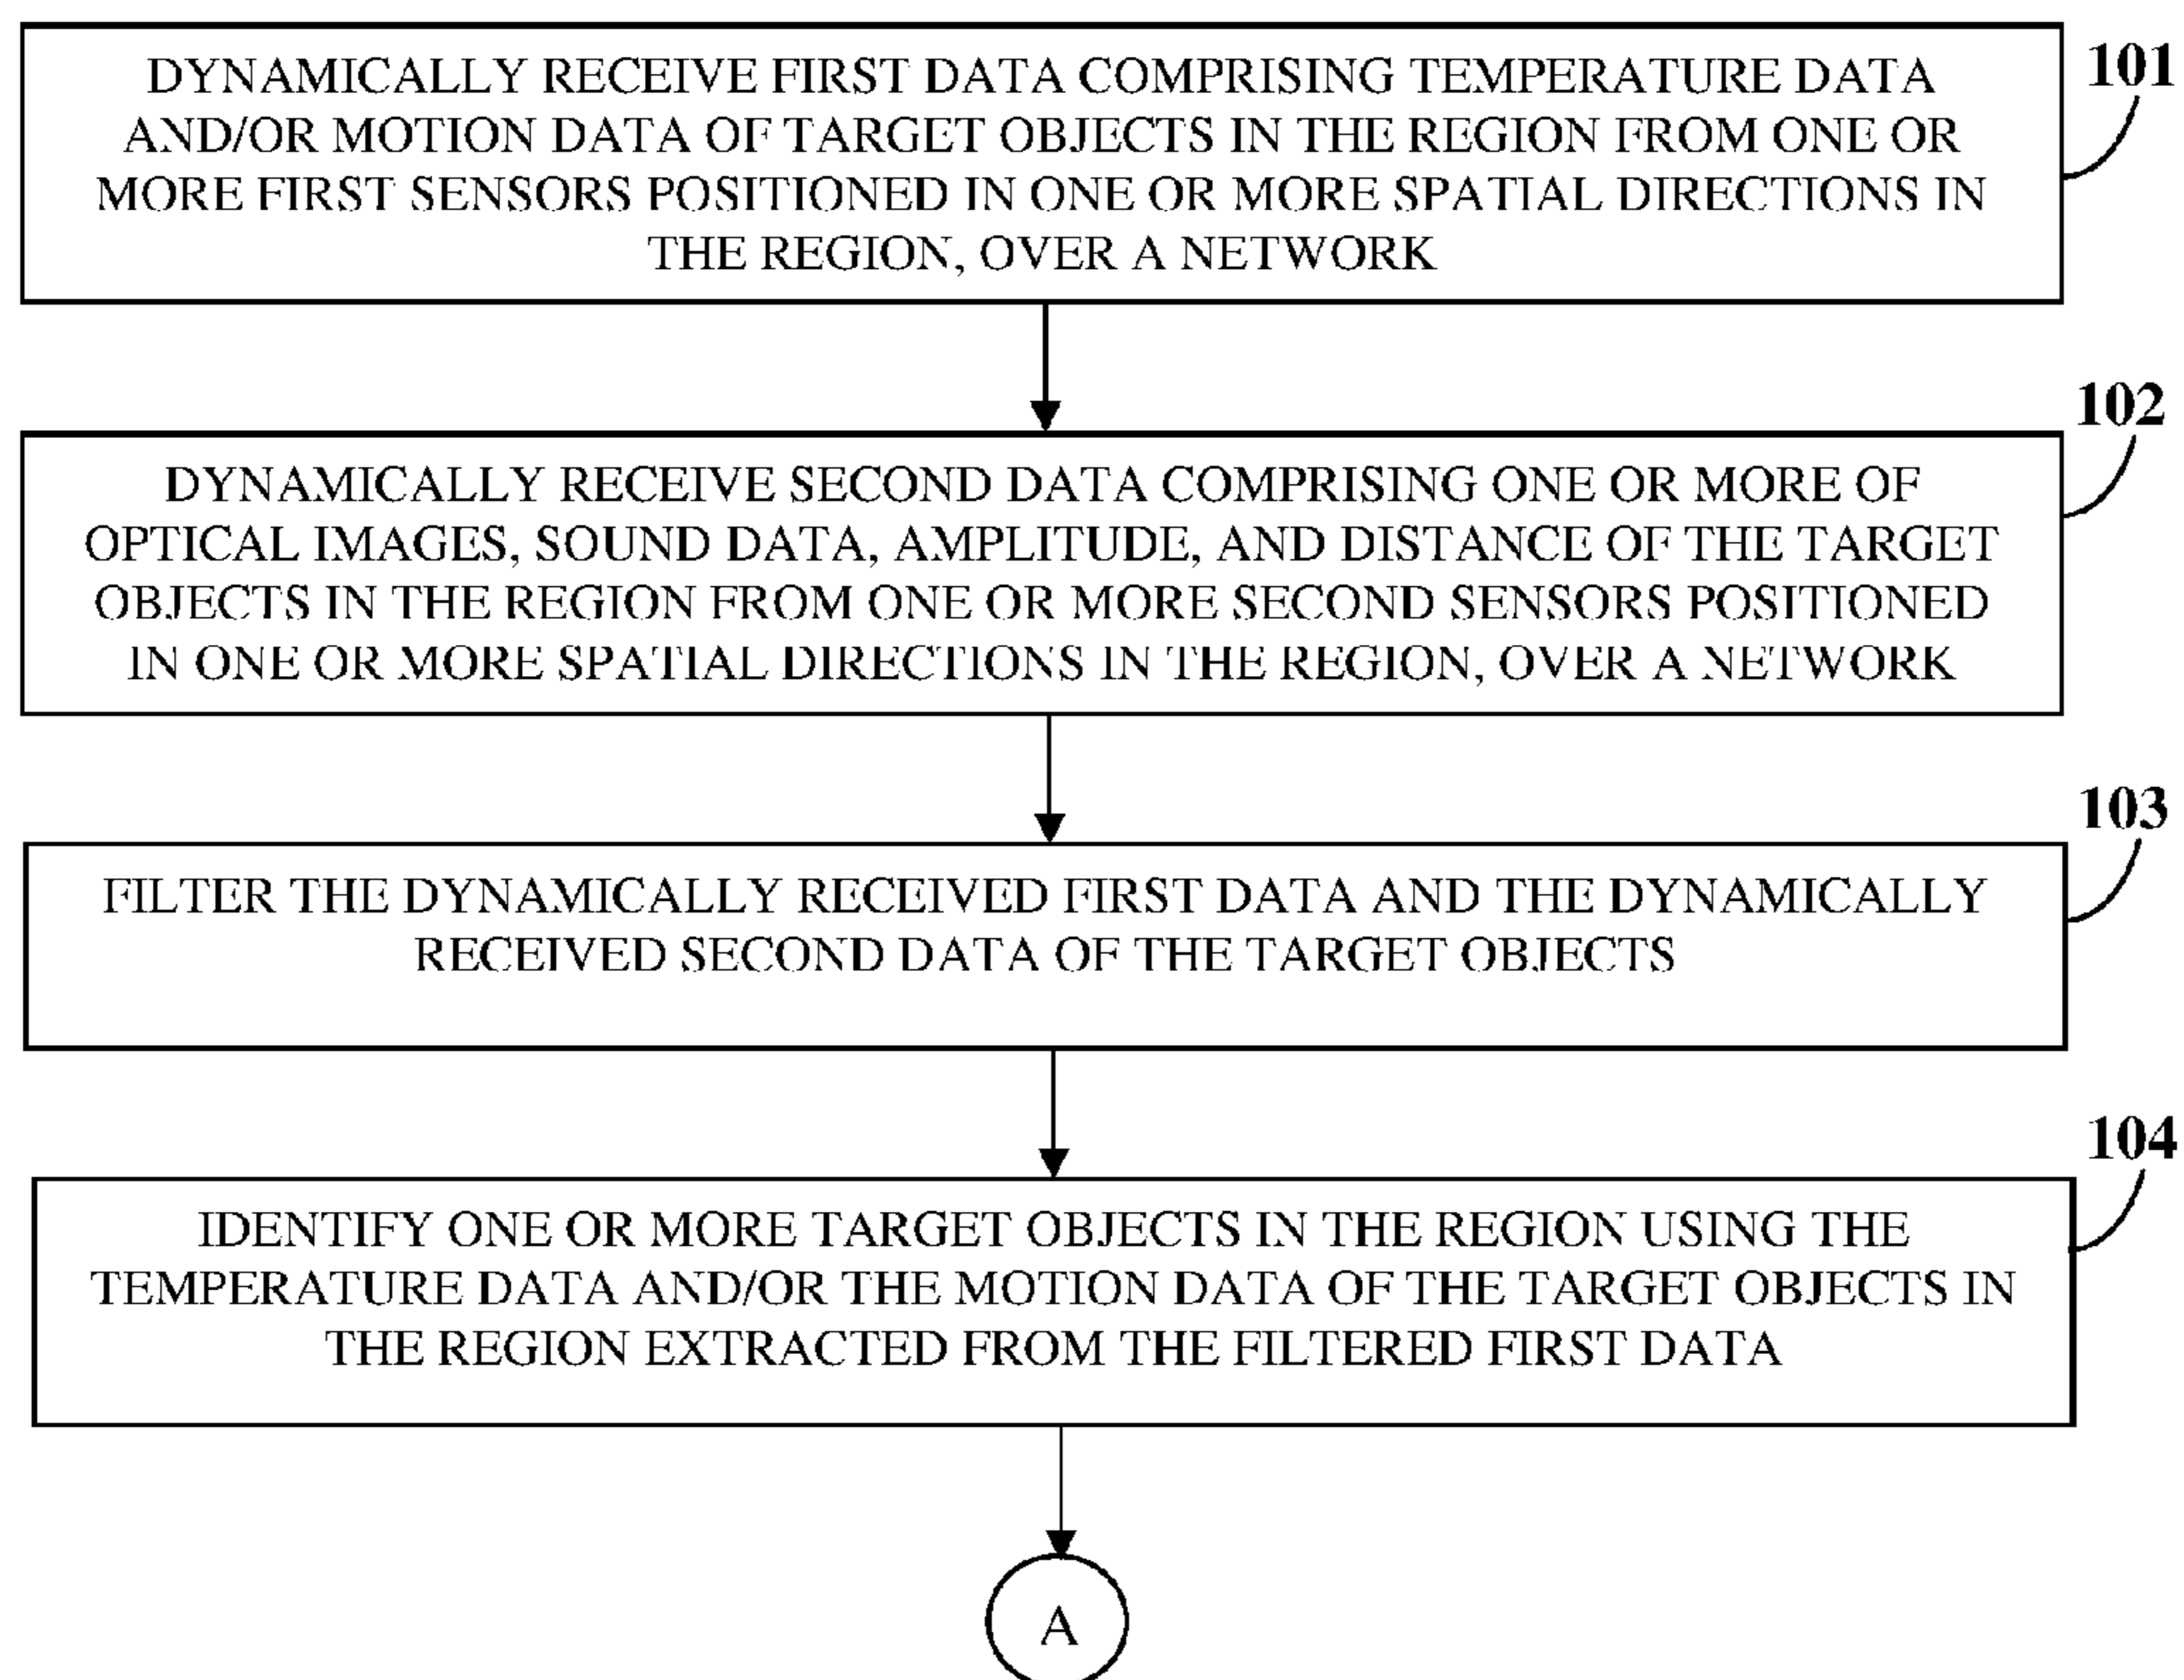 DYNAMICALLY RECEIVE FIRST DATA COMPRISING TEMPERATURE DATA
AND/OR MOTION DATA OF TARGET OBJECTS IN THE REGION FROM ONE OR
MORE FIRST SENSORS POSITIONED IN ONE OR MORE SPATIAL DIRECTIONS IN
THE REGION, OVER A NETWORK
101
DYNAMICALLY RECEIVE SECOND DATA COMPRISING ONE OR MORE OF
OPTICAL IMAGES, SOUND DATA, AMPLITUDE, AND DISTANCE OF THE TARGET
OBJECTS IN THE REGION FROM ONE OR MORE SECOND SENSORS POSITIONED
IN ONE OR MORE SPATIAL DIRECTIONS IN THE REGION, OVER A NETWORK
102
FILTER THE DYNAMICALLY RECEIVED FIRST DATA AND THE DYNAMICALLY
RECEIVED SECOND DATA OF THE TARGET OBJECTS
103
IDENTIFY ONE OR MORE TARGET OBJECTS IN THE REGION USING THE
TEMPERATURE DATA AND/OR THE MOTION DATA OF THE TARGET OBJECTS IN
THE REGION EXTRACTED FROM THE FILTERED FIRST DATA
104
A